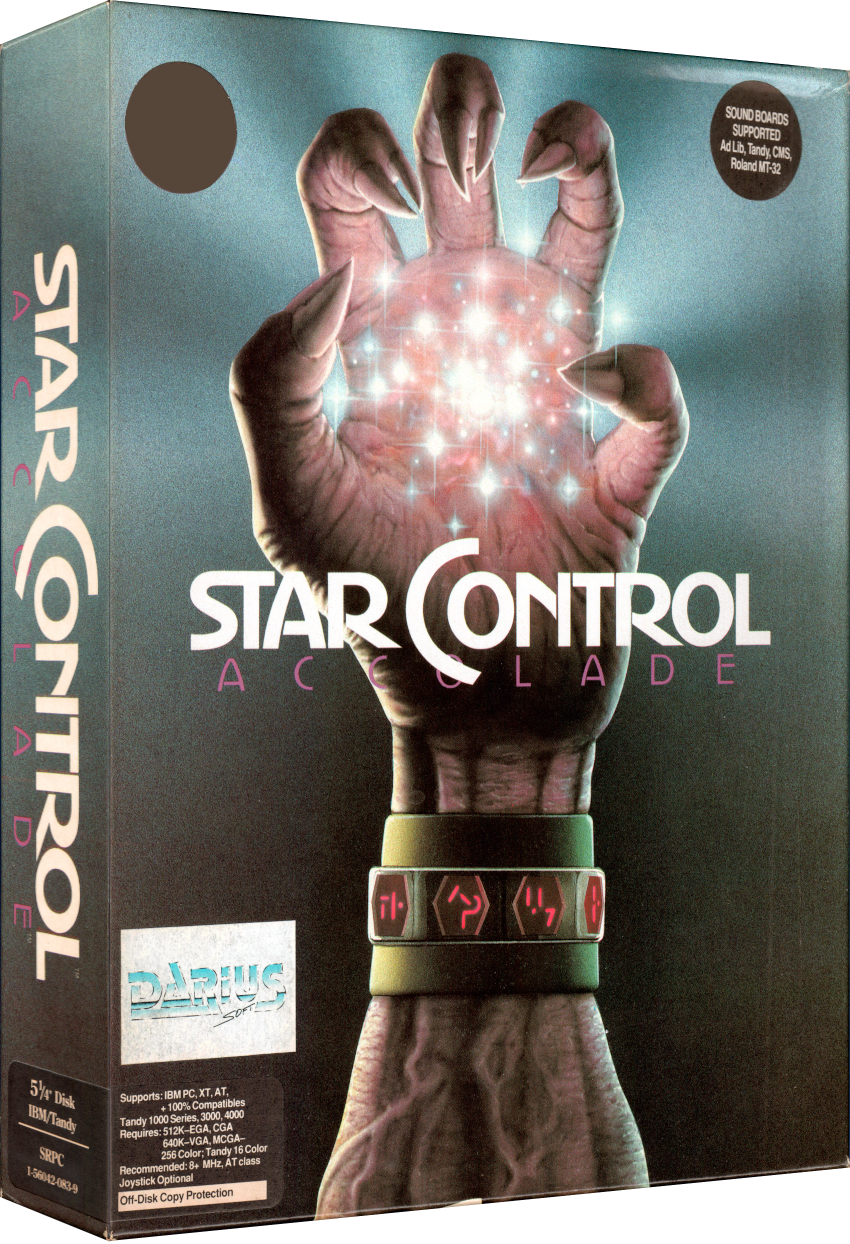 SOUND BOARDS
SUPPORTED
Ad Lib, Tandy, CMS,
Roland MT-32
STAR CONTROL
ACCOLADE
DARIUS
SOFT
Supports: IBM PC, XT, AT,
+ 100% Compatibles
Tandy 1000 Series, 3000, 4000
Requires: 512K–EGA, CGA
640K–VGA, MCGA–
256 Color; Tandy 16 Color
Recommended: 8+ MHz, AT class
Joystick Optional
Off-Disk Copy Protection
STAR CONTROL™
ACCOLADE™
5¼" Disk
IBM/Tandy
SRPC
1-56042-083-9